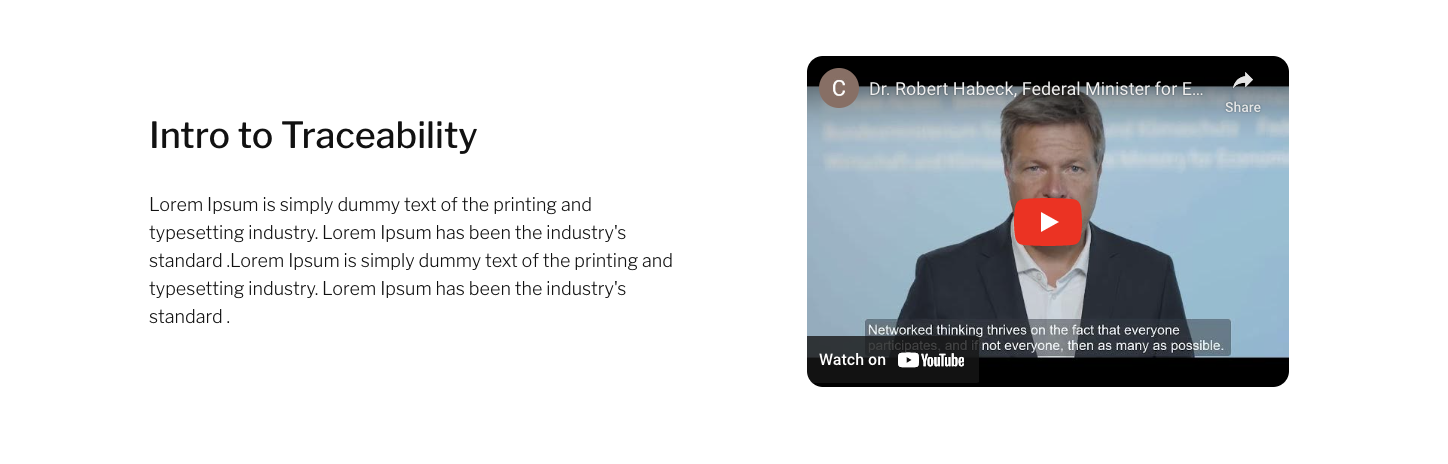 Intro to Traceability
Lorem Ipsum is simply dummy text of the printing and
typesetting industry. Lorem Ipsum has been the industry's
standard .Lorem Ipsum is simply dummy text of the printing and
typesetting industry. Lorem Ipsum has been the industry's
standard .
C
Dr. Robert Habeck, Federal Minister for E...
Share
Networked thinking thrives on the fact that everyone
participates, and if not everyone, then as many as possible.
Watch on YouTube